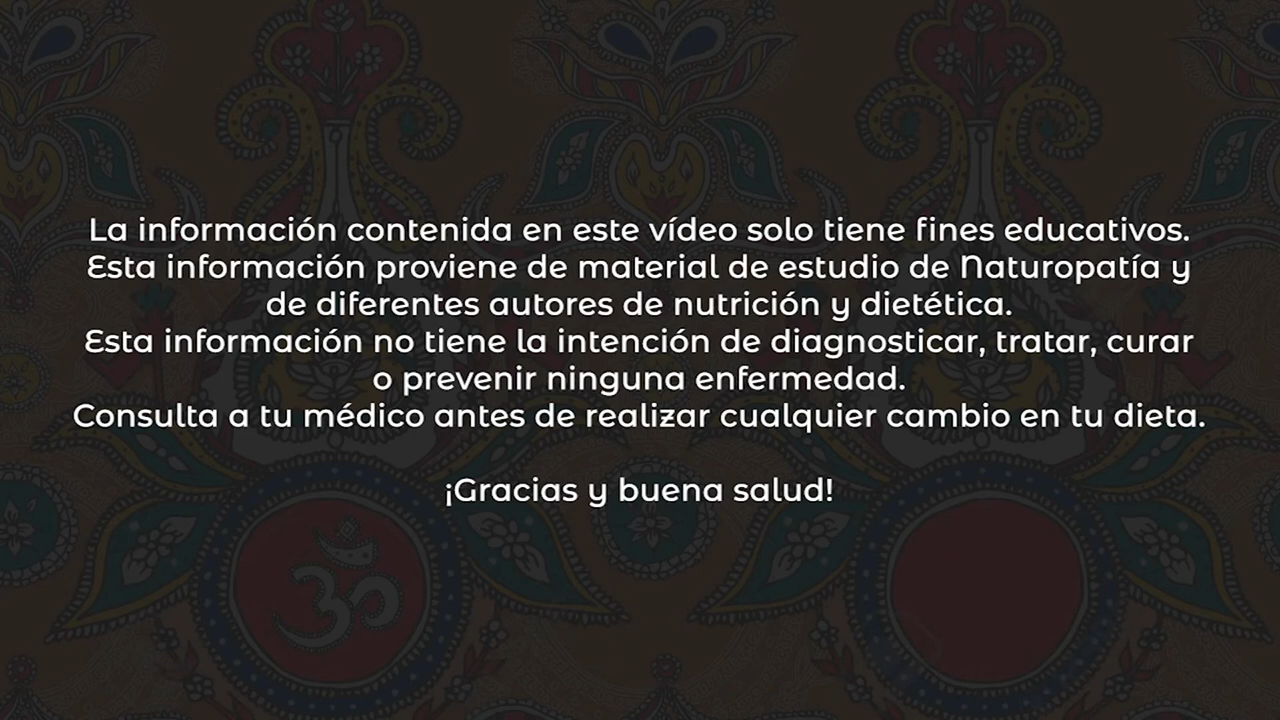 La información contenida en este vídeo solo tiene fines educativos.
Esta información proviene de material de estudio de Naturopatía y
de diferentes autores de nutrición y dietética.
Esta información no tiene la intención de diagnosticar, tratar, curar
o prevenir ninguna enfermedad.
Consulta a tu médico antes de realizar cualquier cambio en tu dieta.
¡Gracias y buena salud!
ॐ